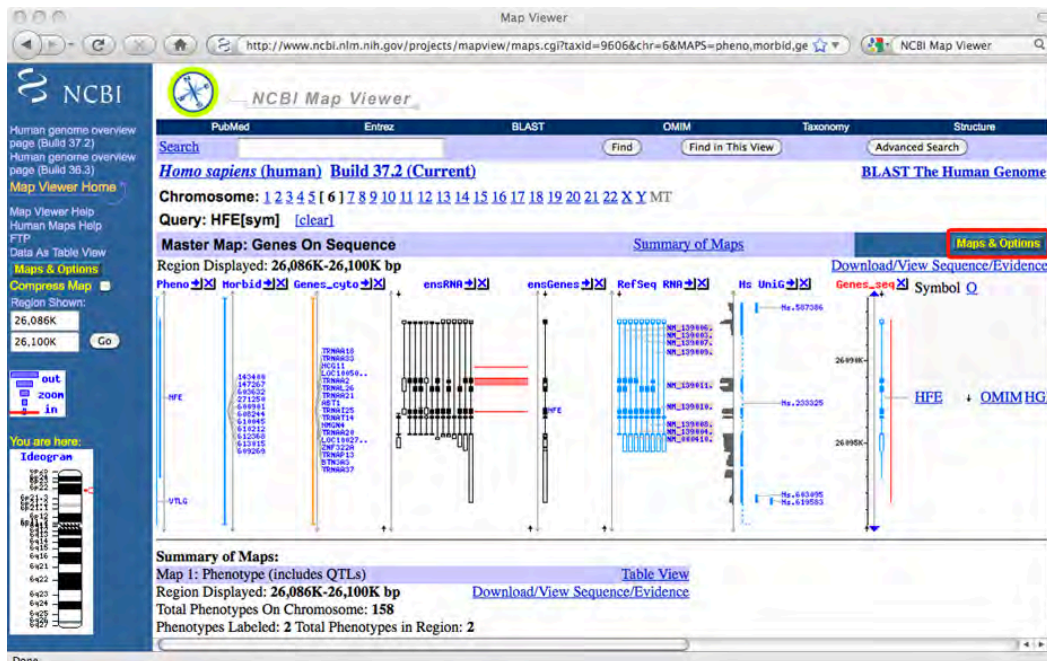 Map Viewer
http://www.ncbi.nlm.nih.gov/projects/mapview/maps.cgi?taxid=9606&chr=6&MAPS=pheno,morbid,ge
NCBI Map Viewer
NCBI
NCBI Map Viewer
Human genome overview page (Build 37.2)
Human genome overview page (Build 36.3)
Map Viewer Home
Map Viewer Help
Human Maps Help
FTP
Data As Table View
Maps & Options
Compress Map
Region Shown:
26,086K
26,100K
Go
out
zoom
in
You are here:
Ideogram
PubMed Entrez BLAST OMIM Taxonomy Structure
Search Find Find in This View Advanced Search
Homo sapiens (human) Build 37.2 (Current) BLAST The Human Genome
Chromosome: 1 2 3 4 5 [ 6 ] 7 8 9 10 11 12 13 14 15 16 17 18 19 20 21 22 X Y MT
Query: HFE[sym] [clear]
Master Map: Genes On Sequence Summary of Maps Maps & Options
Region Displayed: 26,086K-26,100K bp Download/View Sequence/Evidence
Pheno Morbid Genes_cyto ensRNA ensGenes RefSeq RNA Hs UniG Genes_seq Symbol O
HFE
VTLG
HFE
Hs.587086
Hs.233325
26090K
26095K
HFE OMIM HG
Summary of Maps:
Map 1: Phenotype (includes QTLs) Table View
Region Displayed: 26,086K-26,100K bp Download/View Sequence/Evidence
Total Phenotypes On Chromosome: 158
Phenotypes Labeled: 2 Total Phenotypes in Region: 2
Done